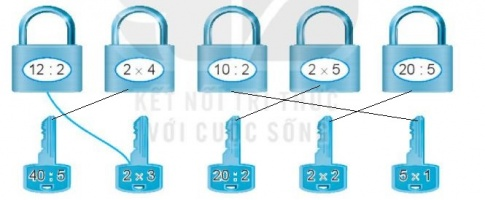 12 : 2 2 × 4 10 : 2 2 × 5 20 : 5
KẾT NỐI TRI THỨC
VỚI CUỘC SỐNG
40 : 5 2 × 3 20 : 2 2 × 2 5 × 1